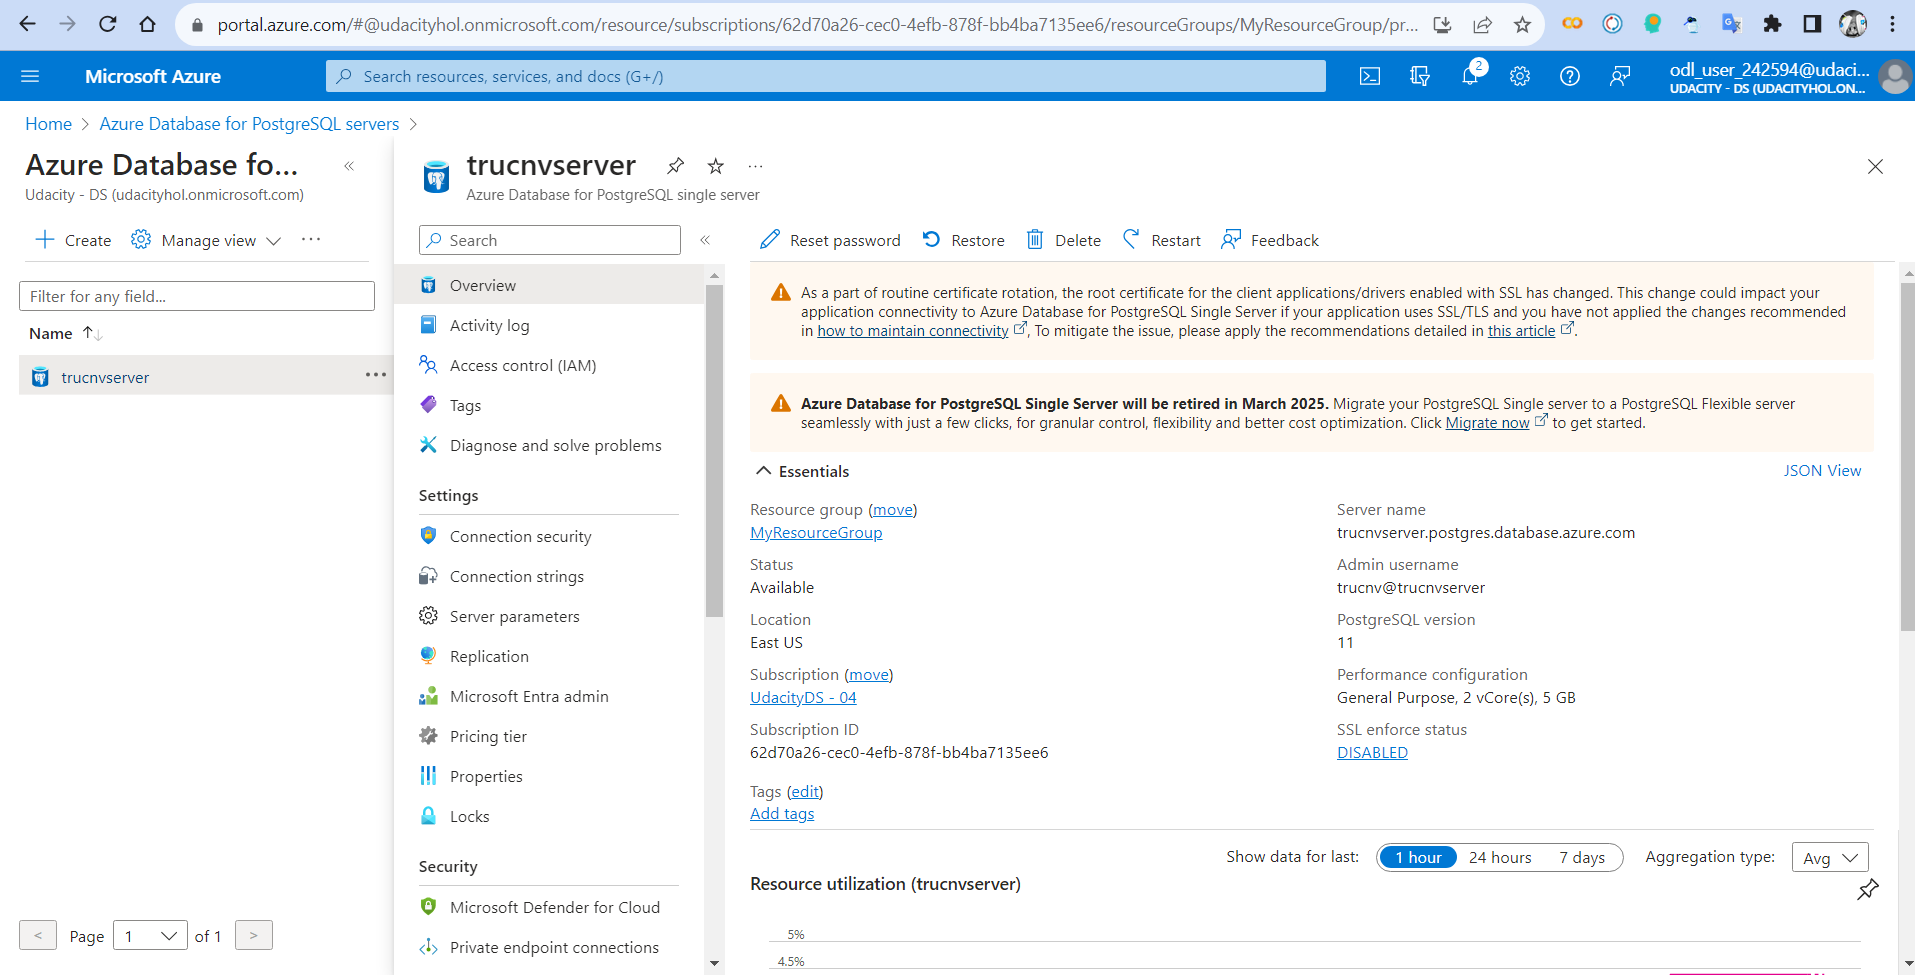 portal.azure.com/#@udacityhol.onmicrosoft.com/resource/subscriptions/62d70a26-cec0-4efb-878f-bb4ba7135ee6/resourceGroups/MyResourceGroup/pr...
Microsoft Azure
Search resources, services, and docs (G+/)
2
odl_user_242594@udaci...
UDACITY - DS (UDACITYHOL.ON...
Home > Azure Database for PostgreSQL servers >
Azure Database fo...
Udacity - DS (udacityhol.onmicrosoft.com)
Create
Manage view
Filter for any field...
Name
trucnvserver
Page 1 of 1
trucnvserver
Azure Database for PostgreSQL single server
Search
Overview
Activity log
Access control (IAM)
Tags
Diagnose and solve problems
Settings
Connection security
Connection strings
Server parameters
Replication
Microsoft Entra admin
Pricing tier
Properties
Locks
Security
Microsoft Defender for Cloud
Private endpoint connections
Reset password
Restore
Delete
Restart
Feedback
As a part of routine certificate rotation, the root certificate for the client applications/drivers enabled with SSL has changed. This change could impact your
application connectivity to Azure Database for PostgreSQL Single Server if your application uses SSL/TLS and you have not applied the changes recommended
in how to maintain connectivity, To mitigate the issue, please apply the recommendations detailed in this article.
Azure Database for PostgreSQL Single Server will be retired in March 2025. Migrate your PostgreSQL Single server to a PostgreSQL Flexible server
seamlessly with just a few clicks, for granular control, flexibility and better cost optimization. Click Migrate now to get started.
Essentials
JSON View
Resource group (move)
MyResourceGroup
Status
Available
Location
East US
Subscription (move)
UdacityDS - 04
Subscription ID
62d70a26-cec0-4efb-878f-bb4ba7135ee6
Tags (edit)
Add tags
Server name
trucnvserver.postgres.database.azure.com
Admin username
trucnv@trucnvserver
PostgreSQL version
11
Performance configuration
General Purpose, 2 vCore(s), 5 GB
SSL enforce status
DISABLED
Show data for last:
1 hour
24 hours
7 days
Aggregation type:
Avg
Resource utilization (trucnvserver)
5%
4.5%